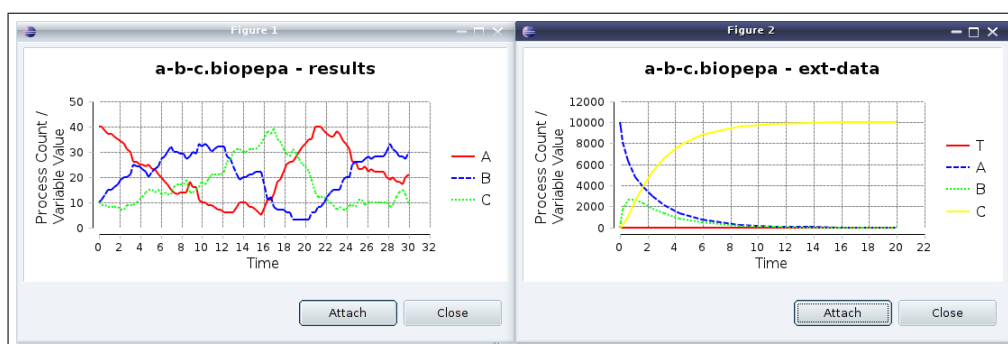 Figure 1
a-b-c.biopepa - results
Process Count /
Variable Value
50
40
30
20
10
0
0 2 4 6 8 10 12 14 16 18 20 22 24 26 28 30 32
Time
A
B
C
Attach Close
Figure 2
a-b-c.biopepa - ext-data
Process Count /
Variable Value
12000
10000
8000
6000
4000
2000
0
0 2 4 6 8 10 12 14 16 18 20 22
Time
T
A
B
C
Attach Close